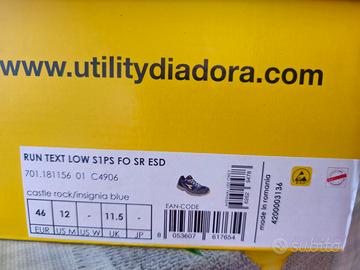 www.utilitydiadora.com
RUN TEXT LOW S1PS FO SR ESD
701.181156 01 C4906
castle rock/insignia blue
EAN-CODE
46 12 - 11.5 -
EUR US M US W UK JP
8 053607 617654
made in romania
4200003136
subito